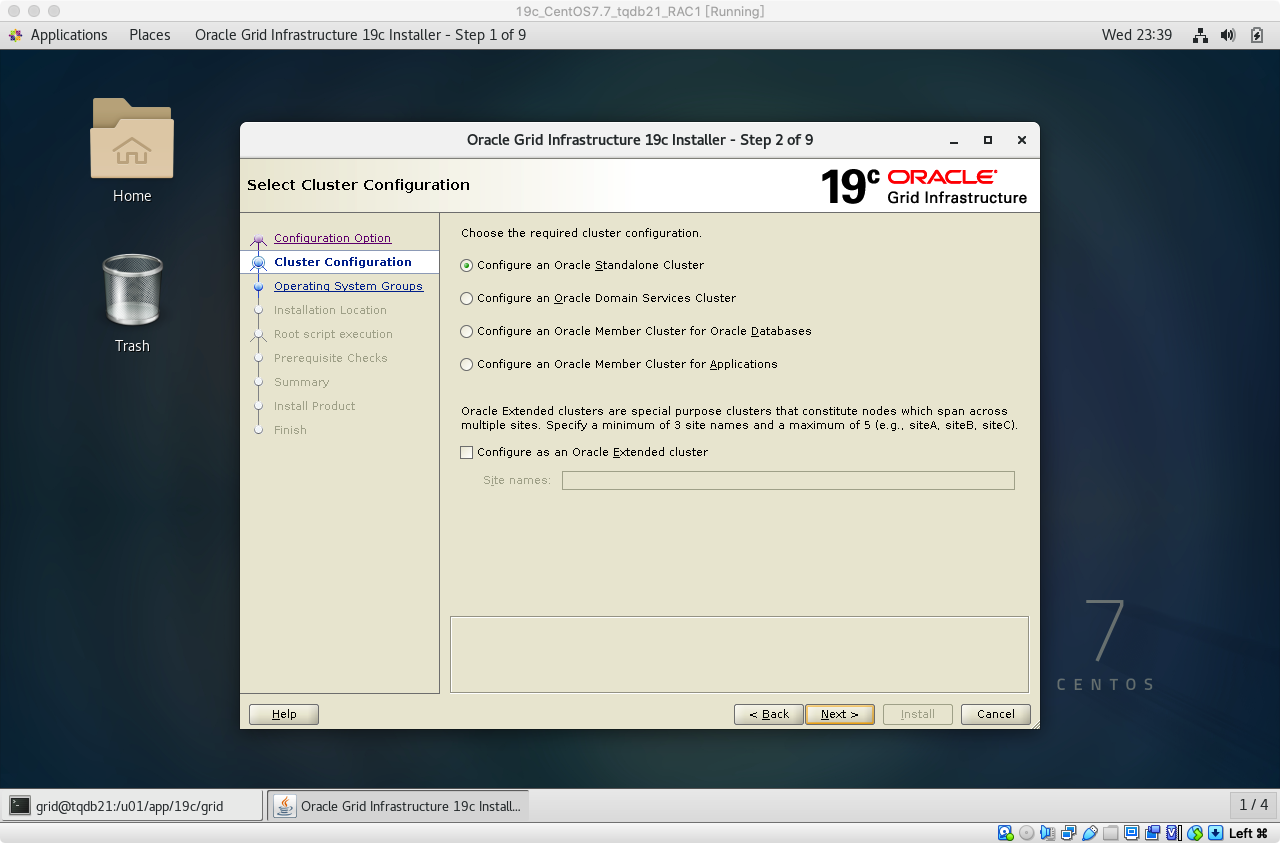 19c_CentOS7.7_tqdb21_RAC1 [Running]
Applications Places Oracle Grid Infrastructure 19c Installer - Step 1 of 9 Wed 23:39
Home
Trash
Oracle Grid Infrastructure 19c Installer - Step 2 of 9
Select Cluster Configuration
19c ORACLE
Grid Infrastructure
Configuration Option
Cluster Configuration
Operating System Groups
Installation Location
Root script execution
Prerequisite Checks
Summary
Install Product
Finish
Choose the required cluster configuration.
Configure an Oracle Standalone Cluster
Configure an Oracle Domain Services Cluster
Configure an Oracle Member Cluster for Oracle Databases
Configure an Oracle Member Cluster for Applications
Oracle Extended clusters are special purpose clusters that constitute nodes which span across
multiple sites. Specify a minimum of 3 site names and a maximum of 5 (e.g., siteA, siteB, siteC).
Configure as an Oracle Extended cluster
Site names:
Help < Back Next > Install Cancel
7
CENTOS
grid@tqdb21:/u01/app/19c/grid Oracle Grid Infrastructure 19c Install... 1 / 4
Left ⌘